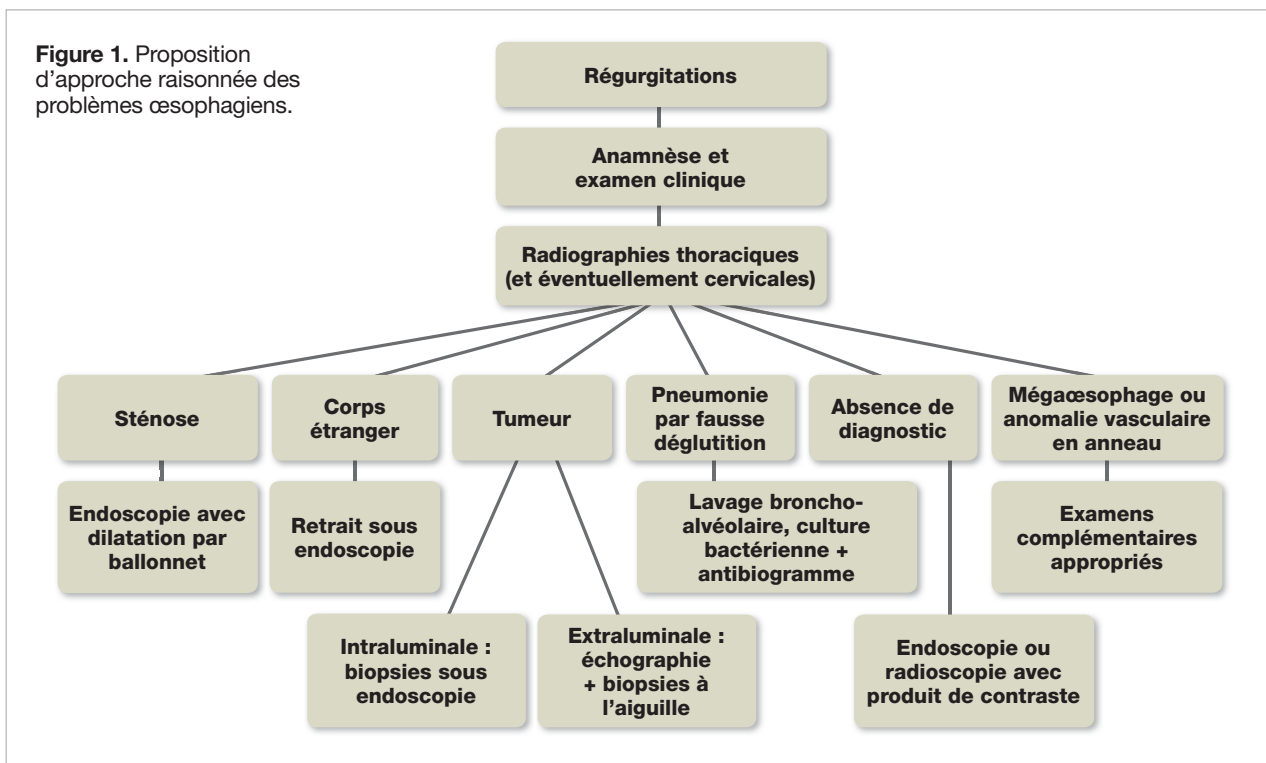 Figure 1. Proposition
d'approche raisonnée des
problèmes œsophagiens.
Régurgitations
Anamnèse et
examen clinique
Radiographies thoraciques
(et éventuellement cervicales)
Sténose
Corps
étranger
Tumeur
Pneumonie
par fausse
déglutition
Absence de
diagnostic
Mégaœsophage ou
anomalie vasculaire
en anneau
Endoscopie avec
dilatation par
ballonnet
Retrait sous
endoscopie
Lavage broncho-
alvéolaire, culture
bactérienne +
antibiogramme
Examens
complémentaires
appropriés
Intraluminale :
biopsies sous
endoscopie
Extraluminale :
échographie
+ biopsies à
l'aiguille
Endoscopie ou
radioscopie avec
produit de contraste